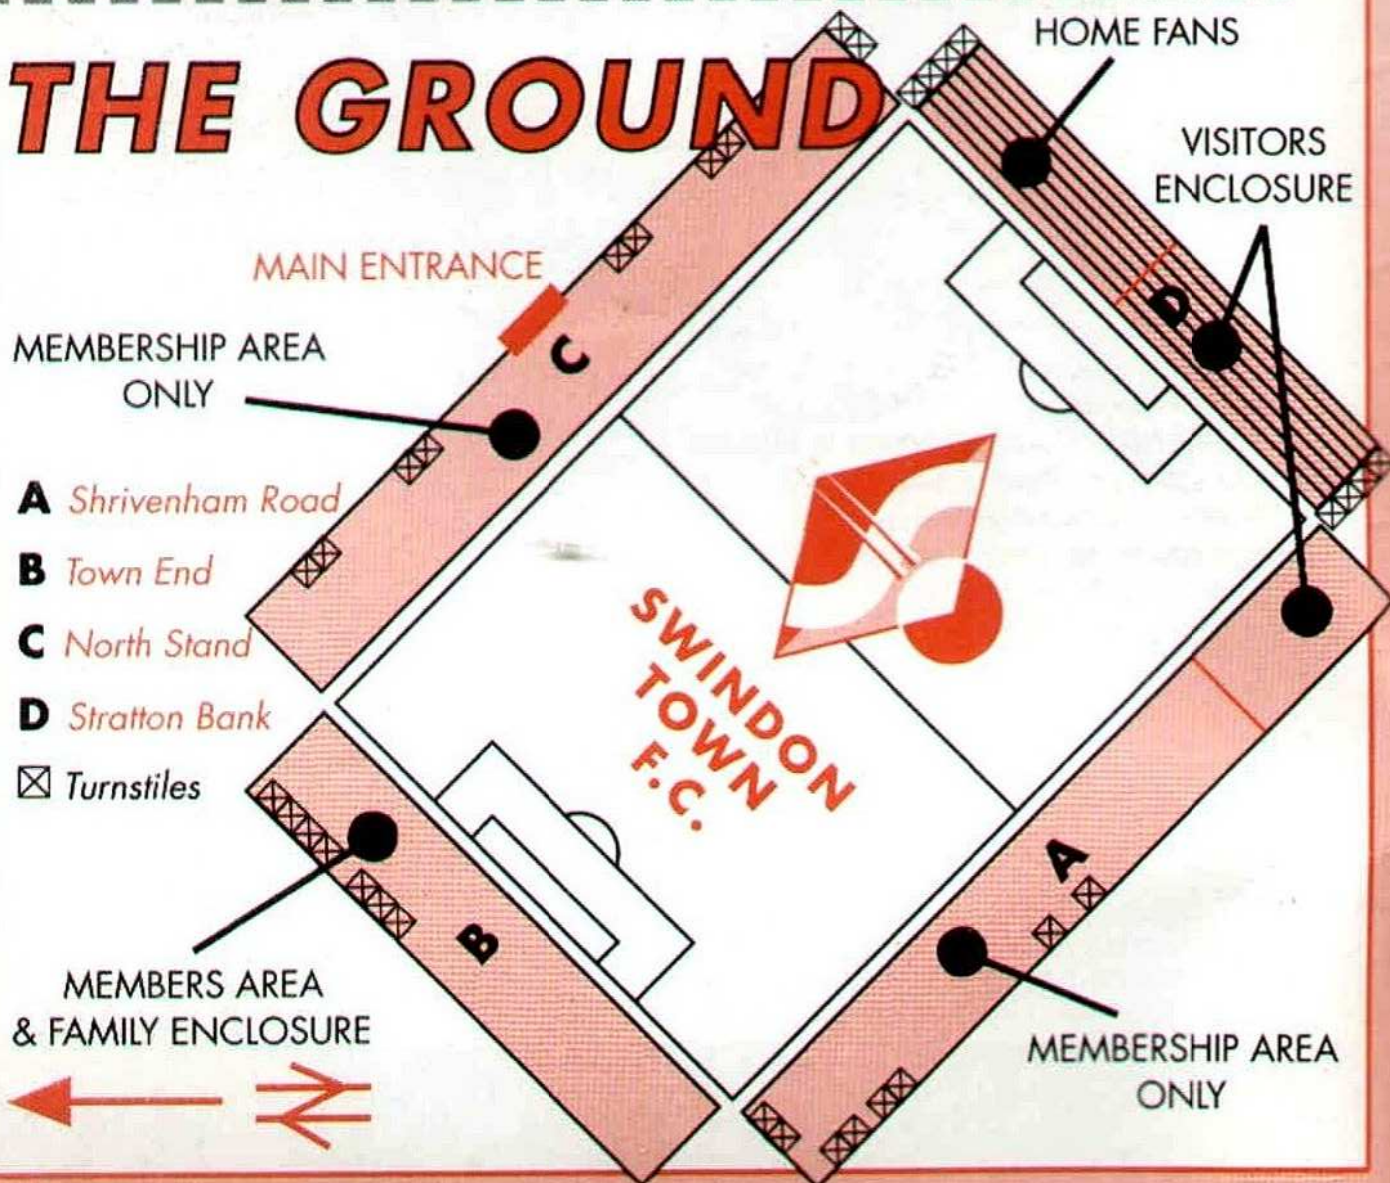 THE GROUND
HOME FANS
VISITORS
ENCLOSURE
MAIN ENTRANCE
MEMBERSHIP AREA
ONLY
C
D
A Shrivenham Road
B Town End
C North Stand
D Stratton Bank
Turnstiles
SWINDON
TOWN
F.C.
A
B
MEMBERS AREA
& FAMILY ENCLOSURE
MEMBERSHIP AREA
ONLY